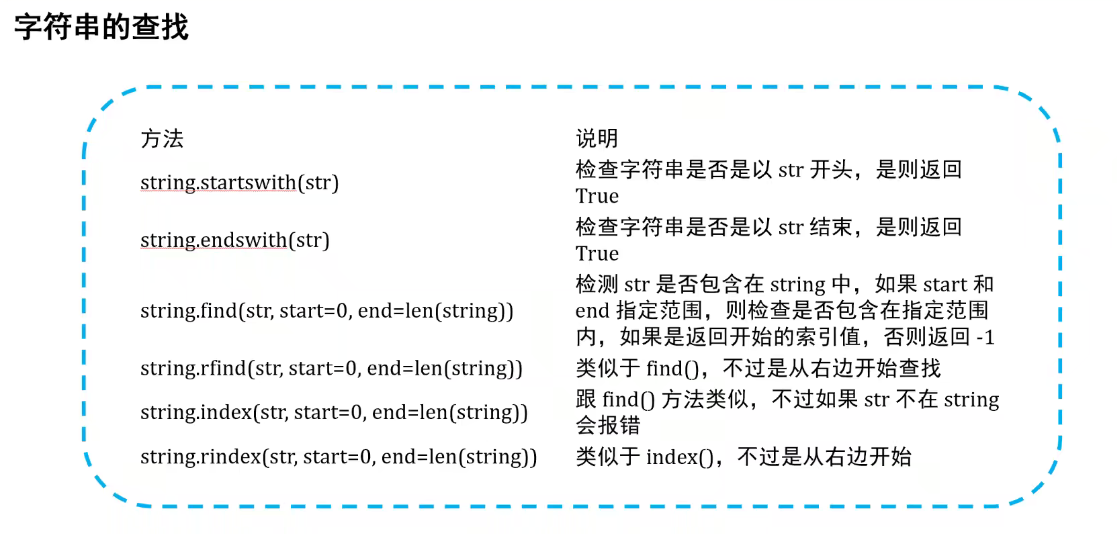 字符串的查找
方法 说明
string.startswith(str) 检查字符串是否是以 str 开头，是则返回
True
string.endswith(str) 检查字符串是否是以 str 结束，是则返回
True
string.find(str, start=0, end=len(string)) 检测 str 是否包含在 string 中，如果 start 和
end 指定范围，则检查是否包含在指定范围
内，如果是返回开始的索引值，否则返回 -1
string.rfind(str, start=0, end=len(string)) 类似于 find()，不过是从右边开始查找
string.index(str, start=0, end=len(string)) 跟 find() 方法类似，不过如果 str 不在 string
会报错
string.rindex(str, start=0, end=len(string)) 类似于 index()，不过是从右边开始